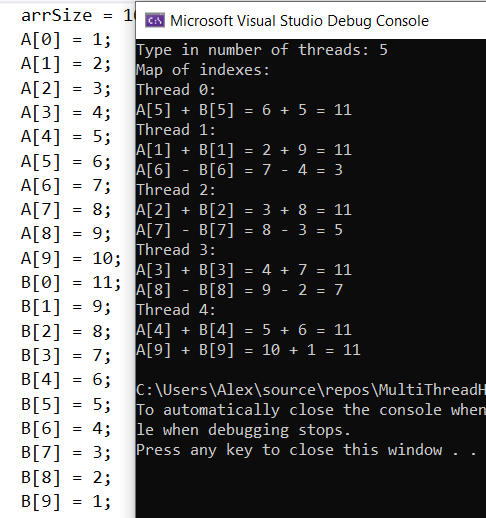 arrSize = 1
A[0] = 1;
A[1] = 2;
A[2] = 3;
A[3] = 4;
A[4] = 5;
A[5] = 6;
A[6] = 7;
A[7] = 8;
A[8] = 9;
A[9] = 10;
B[0] = 11;
B[1] = 9;
B[2] = 8;
B[3] = 7;
B[4] = 6;
B[5] = 5;
B[6] = 4;
B[7] = 3;
B[8] = 2;
B[9] = 1;
Microsoft Visual Studio Debug Console
Type in number of threads: 5
Map of indexes:
Thread 0:
A[5] + B[5] = 6 + 5 = 11
Thread 1:
A[1] + B[1] = 2 + 9 = 11
A[6] - B[6] = 7 - 4 = 3
Thread 2:
A[2] + B[2] = 3 + 8 = 11
A[7] - B[7] = 8 - 3 = 5
Thread 3:
A[3] + B[3] = 4 + 7 = 11
A[8] - B[8] = 9 - 2 = 7
Thread 4:
A[4] + B[4] = 5 + 6 = 11
A[9] + B[9] = 10 + 1 = 11
C:\Users\Alex\source\repos\MultiThreadH
To automatically close the console when
le when debugging stops.
Press any key to close this window . .